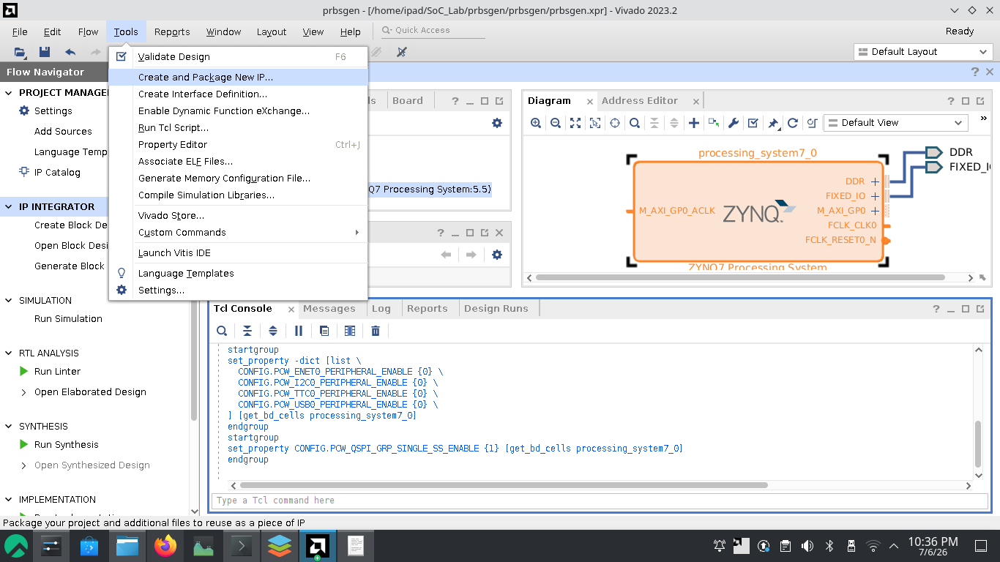 prbsgen - [/home/ipad/SoC_Lab/prbsgen/prbsgen/prbsgen.xpr] - Vivado 2023.2
File Edit Flow Tools Reports Window Layout View Help Quick Access Ready
Default Layout
Validate Design F6
Create and Package New IP...
Create Interface Definition...
Enable Dynamic Function eXchange...
Run Tcl Script...
Property Editor Ctrl+J
Associate ELF Files...
Generate Memory Configuration File...
Compile Simulation Libraries...
Vivado Store...
Custom Commands
Launch Vitis IDE
Language Templates
Settings...
Flow Navigator
PROJECT MANAGE
Settings
Add Sources
Language Temp
IP Catalog
IP INTEGRATOR
Create Block De
Open Block Desi
Generate Block
SIMULATION
Run Simulation
RTL ANALYSIS
Run Linter
Open Elaborated Design
SYNTHESIS
Run Synthesis
Open Synthesized Design
IMPLEMENTATION
ls Board
Q7 Processing System:5.5)
Diagram Address Editor
Default View
processing_system7_0
DDR
FIXED_IO
M_AXI_GP0_ACLK
M_AXI_GP0
FCLK_CLK0
FCLK_RESET0_N
ZYNQ
ZYNQ7 Processing System
DDR
FIXED_IO
Tcl Console Messages Log Reports Design Runs
startgroup
set_property -dict [list \
CONFIG.PCW_ENET0_PERIPHERAL_ENABLE {0} \
CONFIG.PCW_I2C0_PERIPHERAL_ENABLE {0} \
CONFIG.PCW_TTC0_PERIPHERAL_ENABLE {0} \
CONFIG.PCW_USB0_PERIPHERAL_ENABLE {0} \
] [get_bd_cells processing_system7_0]
endgroup
startgroup
set_property CONFIG.PCW_QSPI_GRP_SINGLE_SS_ENABLE {1} [get_bd_cells processing_system7_0]
endgroup
Type a Tcl command here
Package your project and additional files to reuse as a piece of IP
10:36 PM
7/6/26